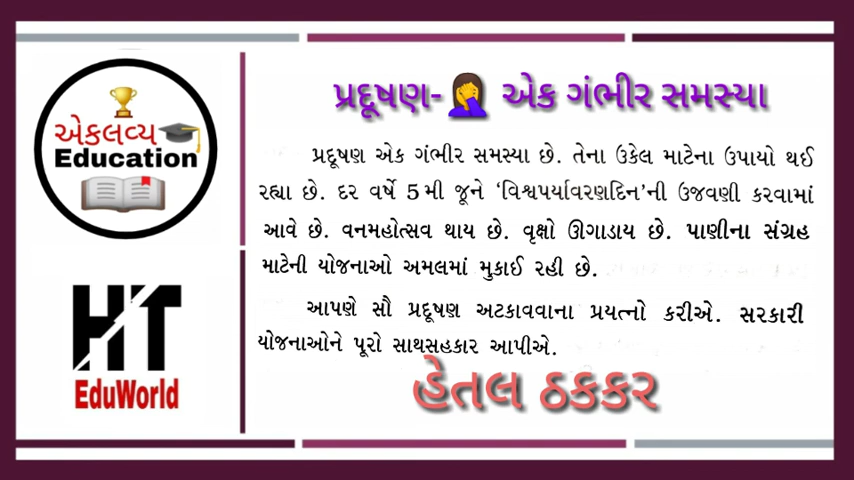 એકલવ્ય
Education
HT
EduWorld
પ્રદૂષણ- એક ગંભીર સમસ્યા
પ્રદૂષણ એક ગંભીર સમસ્યા છે. તેના ઉકેલ માટેના ઉપાયો થઈ
રહ્યા છે. દર વર્ષે 5 મી જૂને ‘વિશ્વપર્યાવરણદિન’ની ઉજવણી કરવામાં
આવે છે. વનમહોત્સવ થાય છે. વૃક્ષો ઊગાડાય છે. પાણીના સંગ્રહ
માટેની યોજનાઓ અમલમાં મુકાઈ રહી છે.
આપણે સૌ પ્રદૂષણ અટકાવવાના પ્રયત્નો કરીએ. સરકારી
યોજનાઓને પૂરો સાથસહકાર આપીએ.
હેતલ ઠકકર